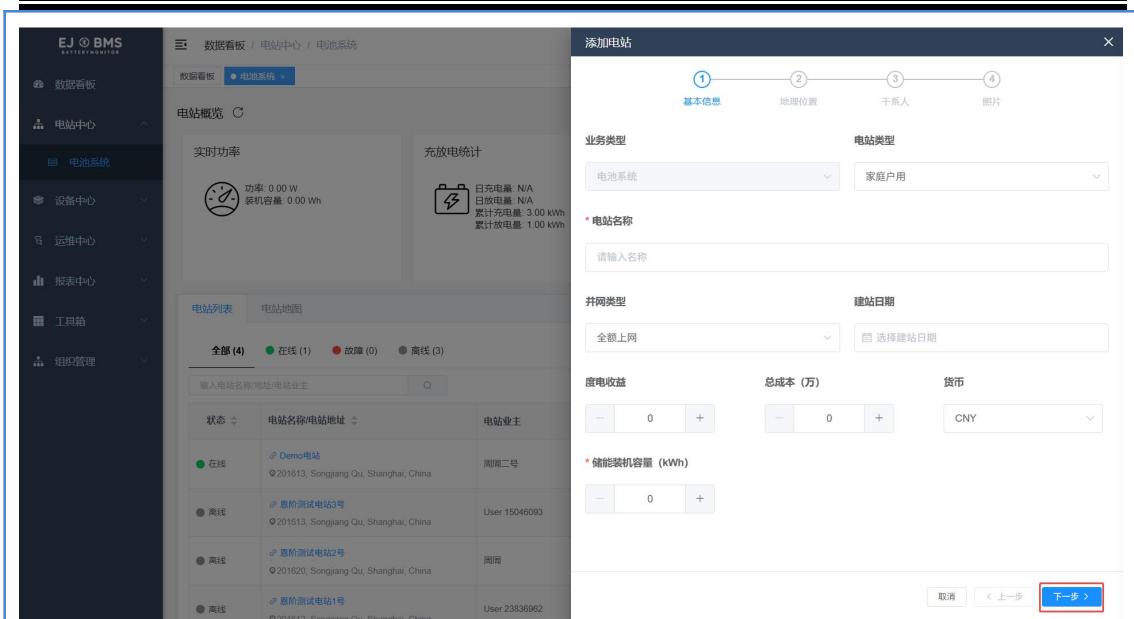 EJ BMS
BATTERYMONITOR
数据看板
电站中心
电池系统
设备中心
运维中心
报表中心
工具箱
组织管理
数据看板 / 电站中心 / 电池系统
数据看板
电池系统 ×
电站概览
实时功率
功率: 0.00 W
装机容量: 0.00 Wh
充放电统计
日充电量: N/A
日放电量: N/A
累计充电量: 3.00 kWh
累计放电量: 1.00 kWh
电站列表 电站地图
全部 (4) 在线 (1) 故障 (0) 离线 (3)
输入电站名称/地址/电站业主
状态 电站名称/电站地址 电站业主
在线 Demo电站 周周二号
201613, Songjiang Qu, Shanghai, China
离线 恩阶测试电站3号 User 15046093
201613, Songjiang Qu, Shanghai, China
离线 恩阶测试电站2号 周周
201620, Songjiang Qu, Shanghai, China
离线 恩阶测试电站1号 User 23836962
201613, Songjiang Qu, Shanghai, China
添加电站 ×
1 2 3 4
基本信息 地理位置 干系人 照片
业务类型 电站类型
电池系统 家庭户用
* 电站名称
请输入名称
并网类型 建站日期
全额上网 选择建站日期
度电收益 总成本（万） 货币
− 0 + − 0 + CNY
* 储能装机容量（kWh）
− 0 +
取消 < 上一步 下一步 >